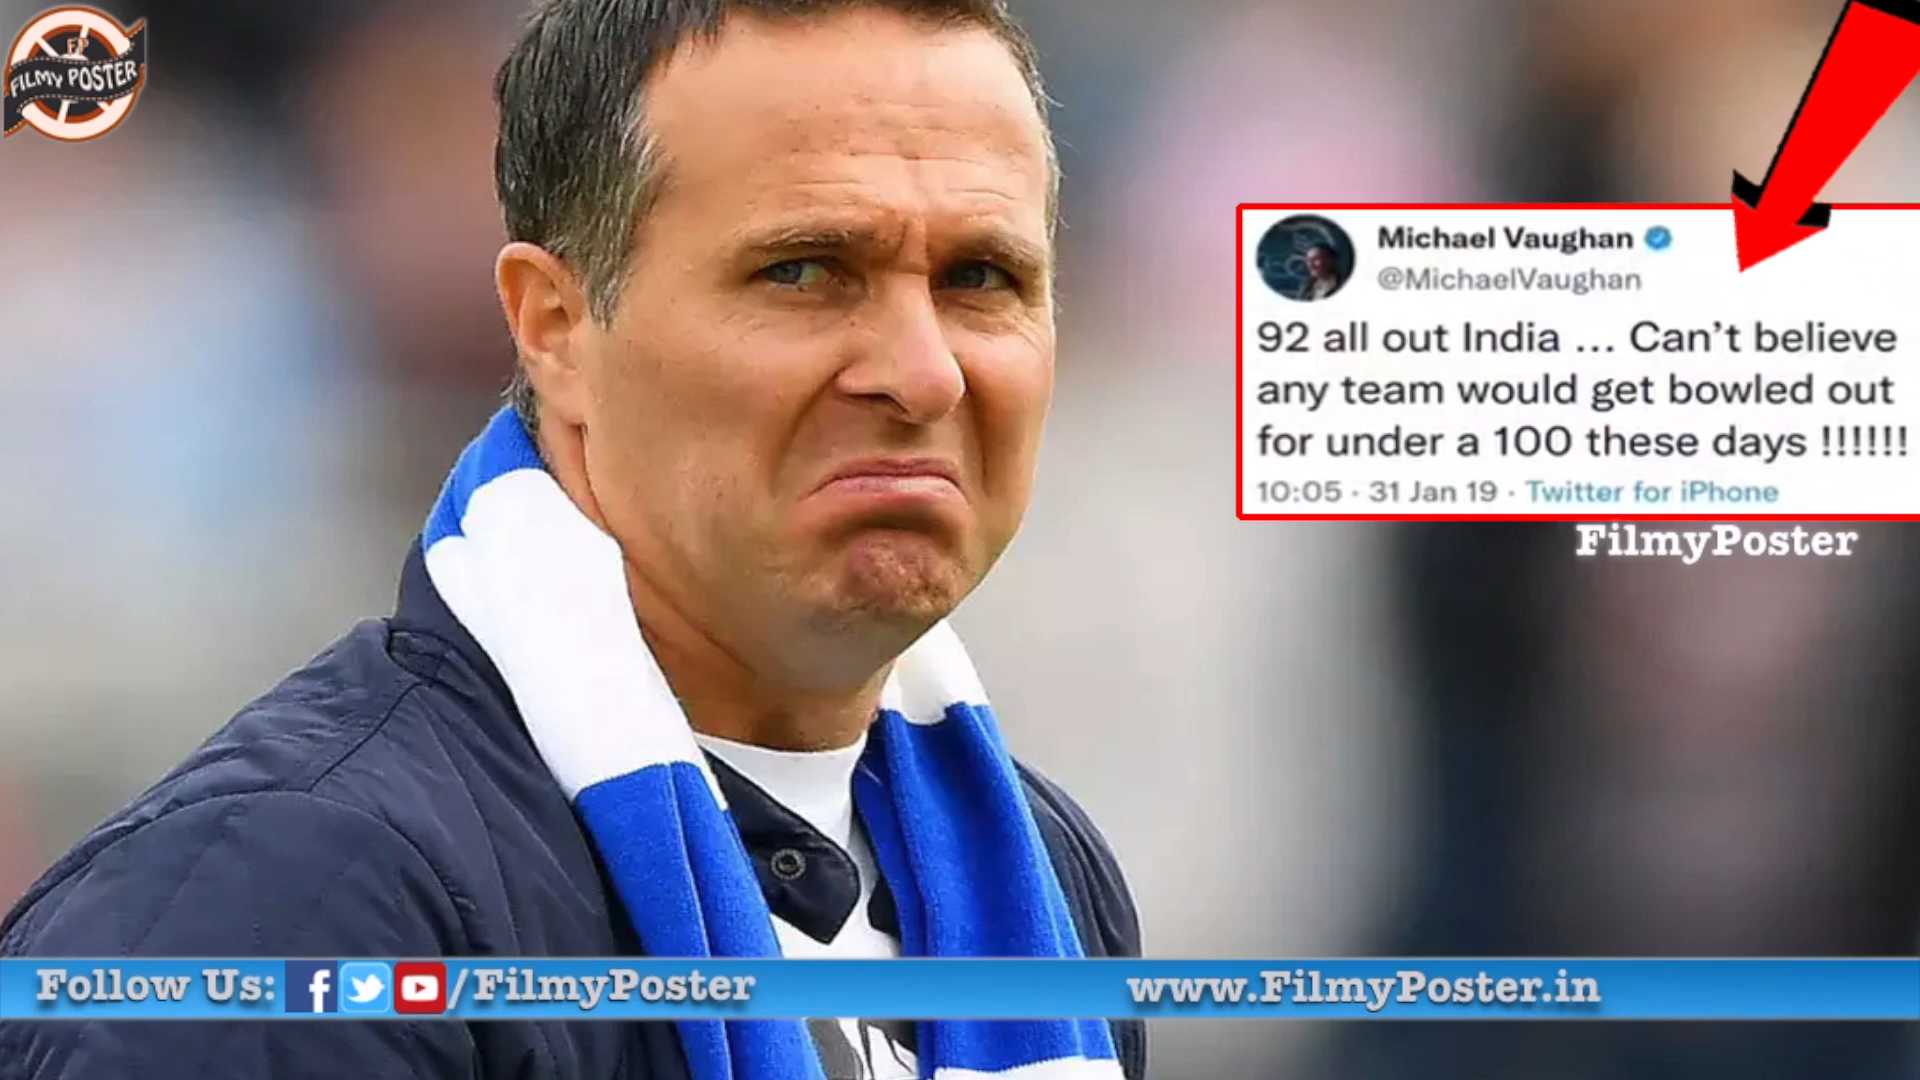 FP
FILMY POSTER
Michael Vaughan
@MichaelVaughan
92 all out India ... Can't believe
any team would get bowled out
for under a 100 these days !!!!!!
10:05 · 31 Jan 19 · Twitter for iPhone
FilmyPoster
Follow Us: f /FilmyPoster
www.FilmyPoster.in